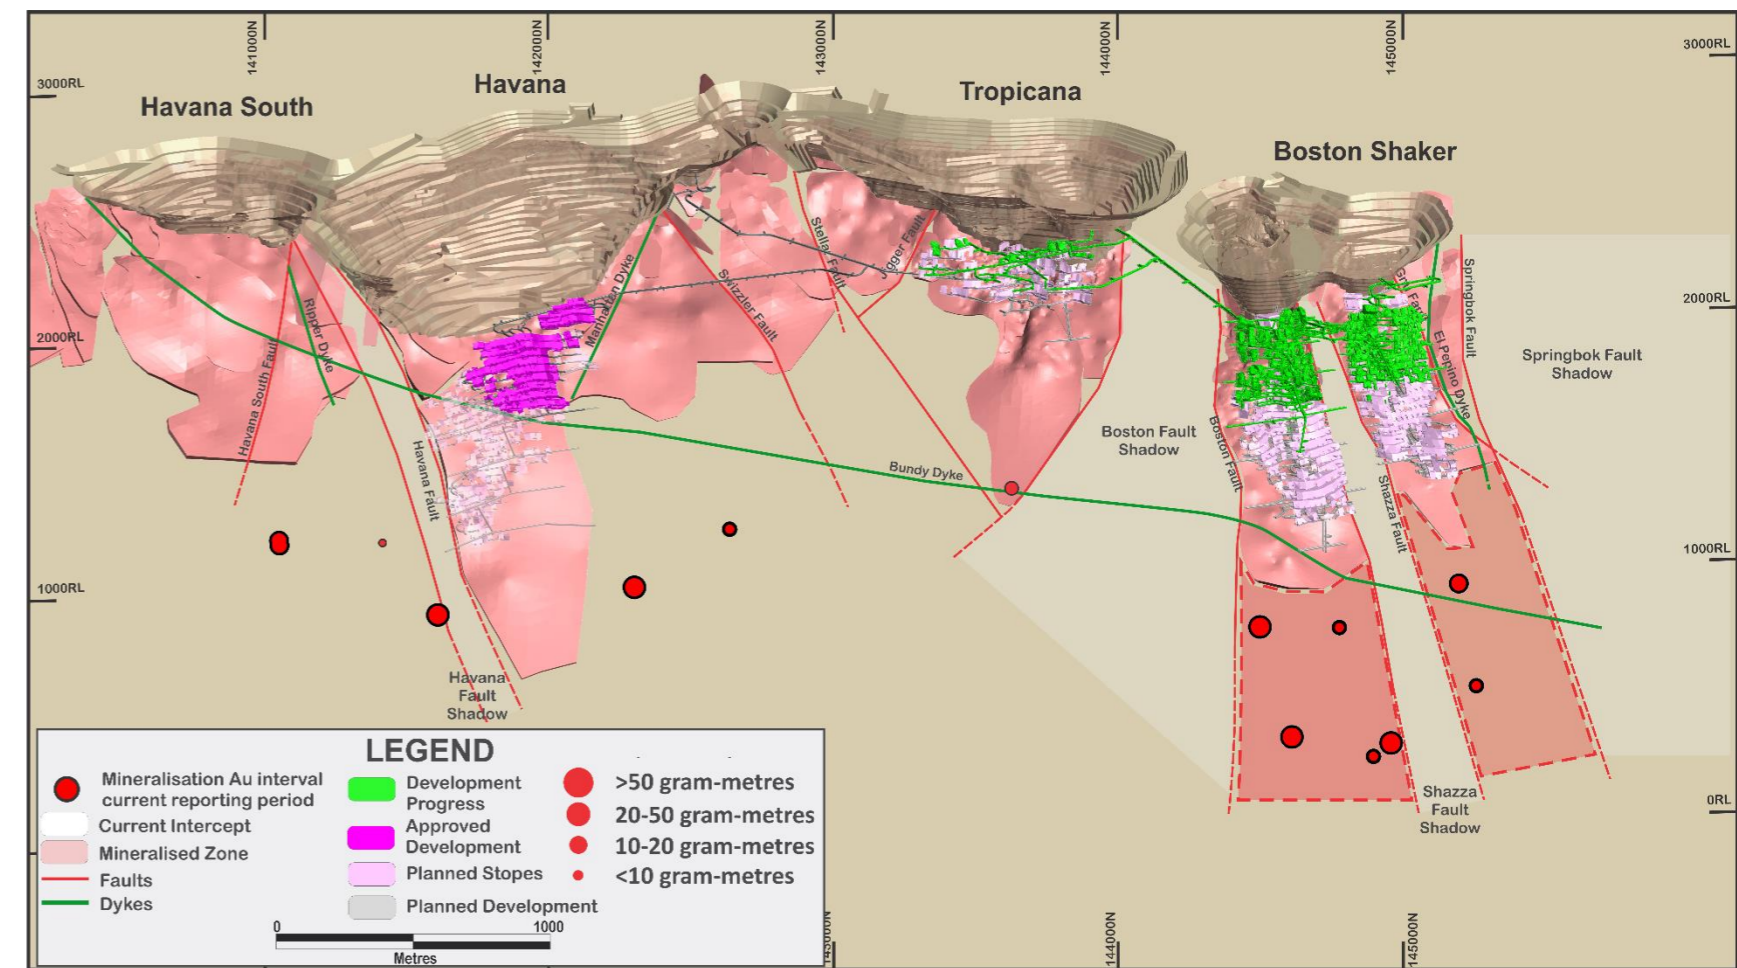 141000N
142000N
143000N
144000N
145000N
3000RL
3000RL
Havana South
Havana
Tropicana
Boston Shaker
2000RL
2000RL
Havana South Fault
Ripper Dyke
Havana Fault
Manhattan Dyke
Swizzler Fault
Stellar Fault
Jigger Fault
Bundy Dyke
Boston Fault
Shadow
Boston Fault
Shazza Fault
El Pepino Dyke
Springbok Fault
Springbok Fault
Shadow
1000RL
1000RL
Havana
Fault
Shadow
Shazza
Fault
Shadow
0RL
LEGEND
Mineralisation Au interval
current reporting period
Current Intercept
Mineralised Zone
Faults
Dykes
Development
Progress
Approved
Development
Planned Stopes
Planned Development
>50 gram-metres
20-50 gram-metres
10-20 gram-metres
<10 gram-metres
0
1000
Metres
143000N
144000N
145000N